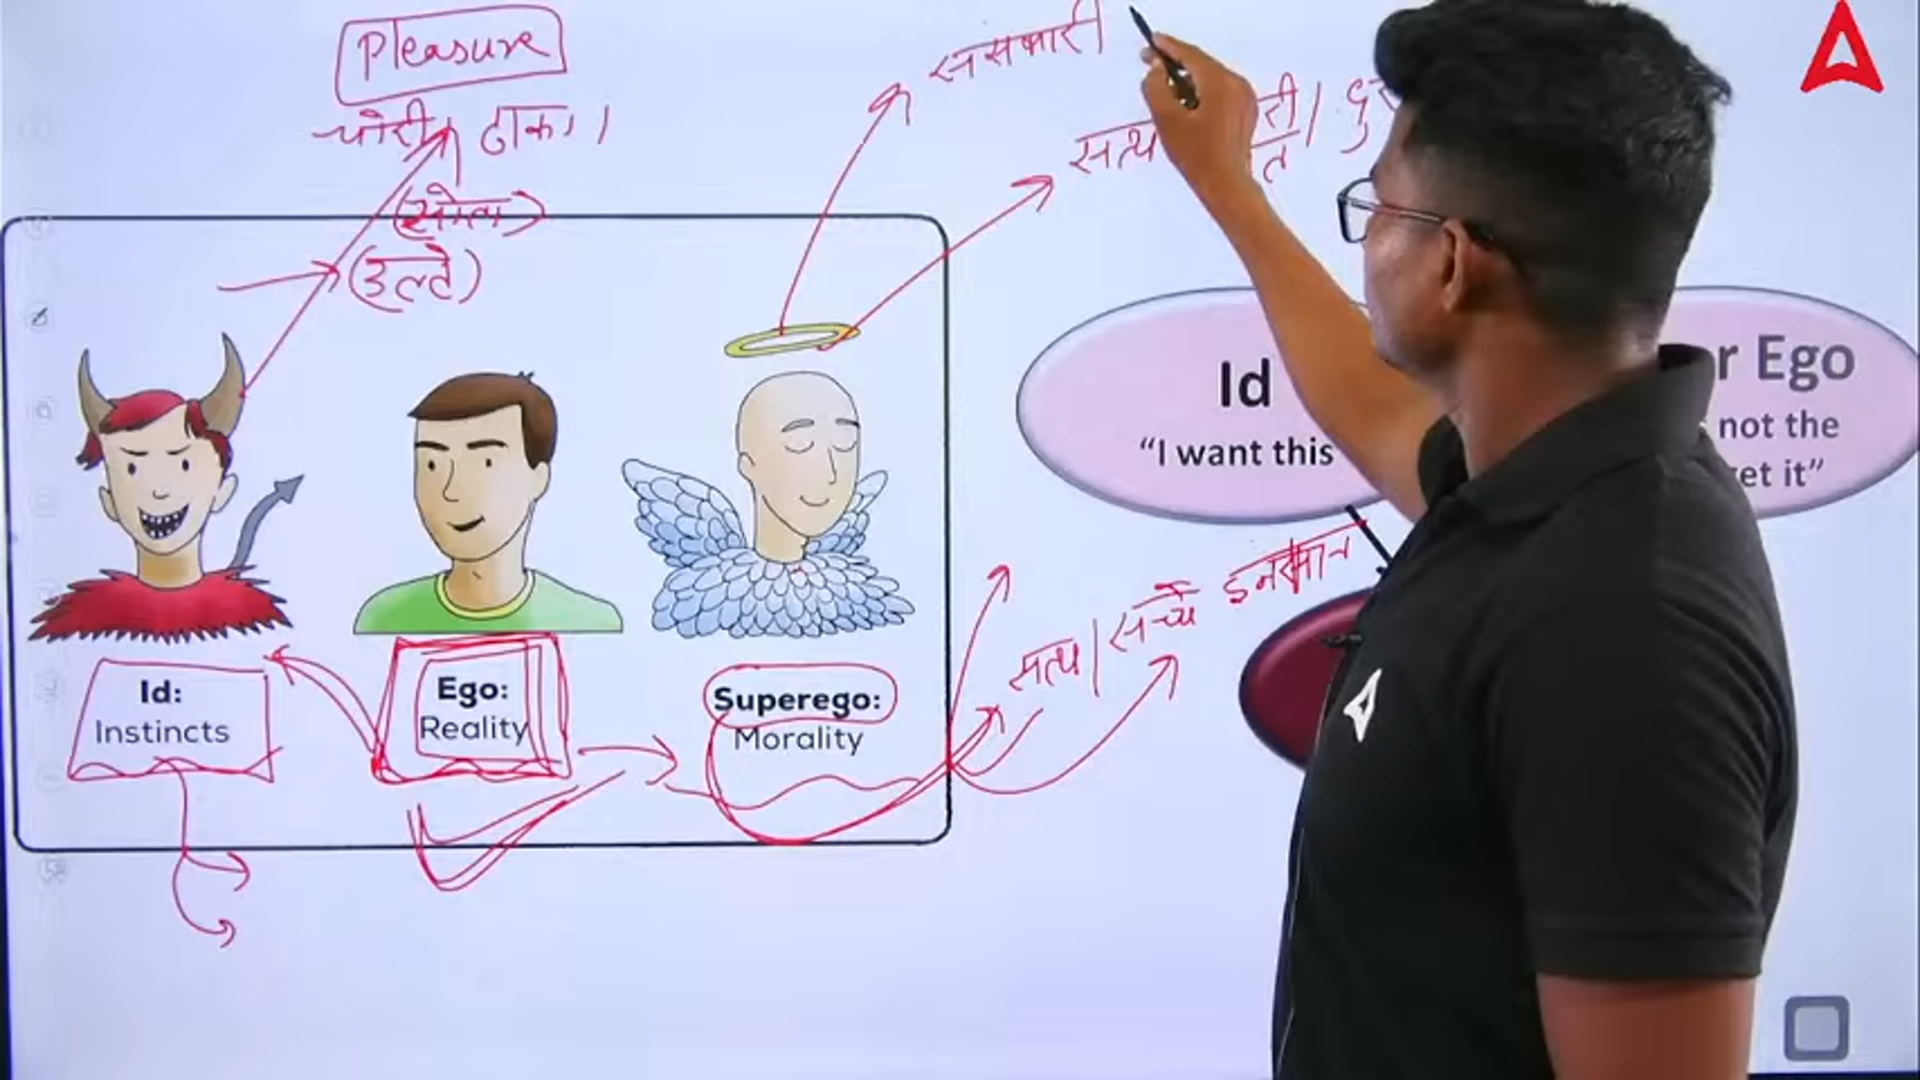 Pleasure
चोरी, डाका।
(उल्टे)
सत्य
Id
"I want this
r Ego
not the
et it"
सत्य / सच्चे इनसान
Id:
Instincts
Ego:
Reality
Superego:
Morality